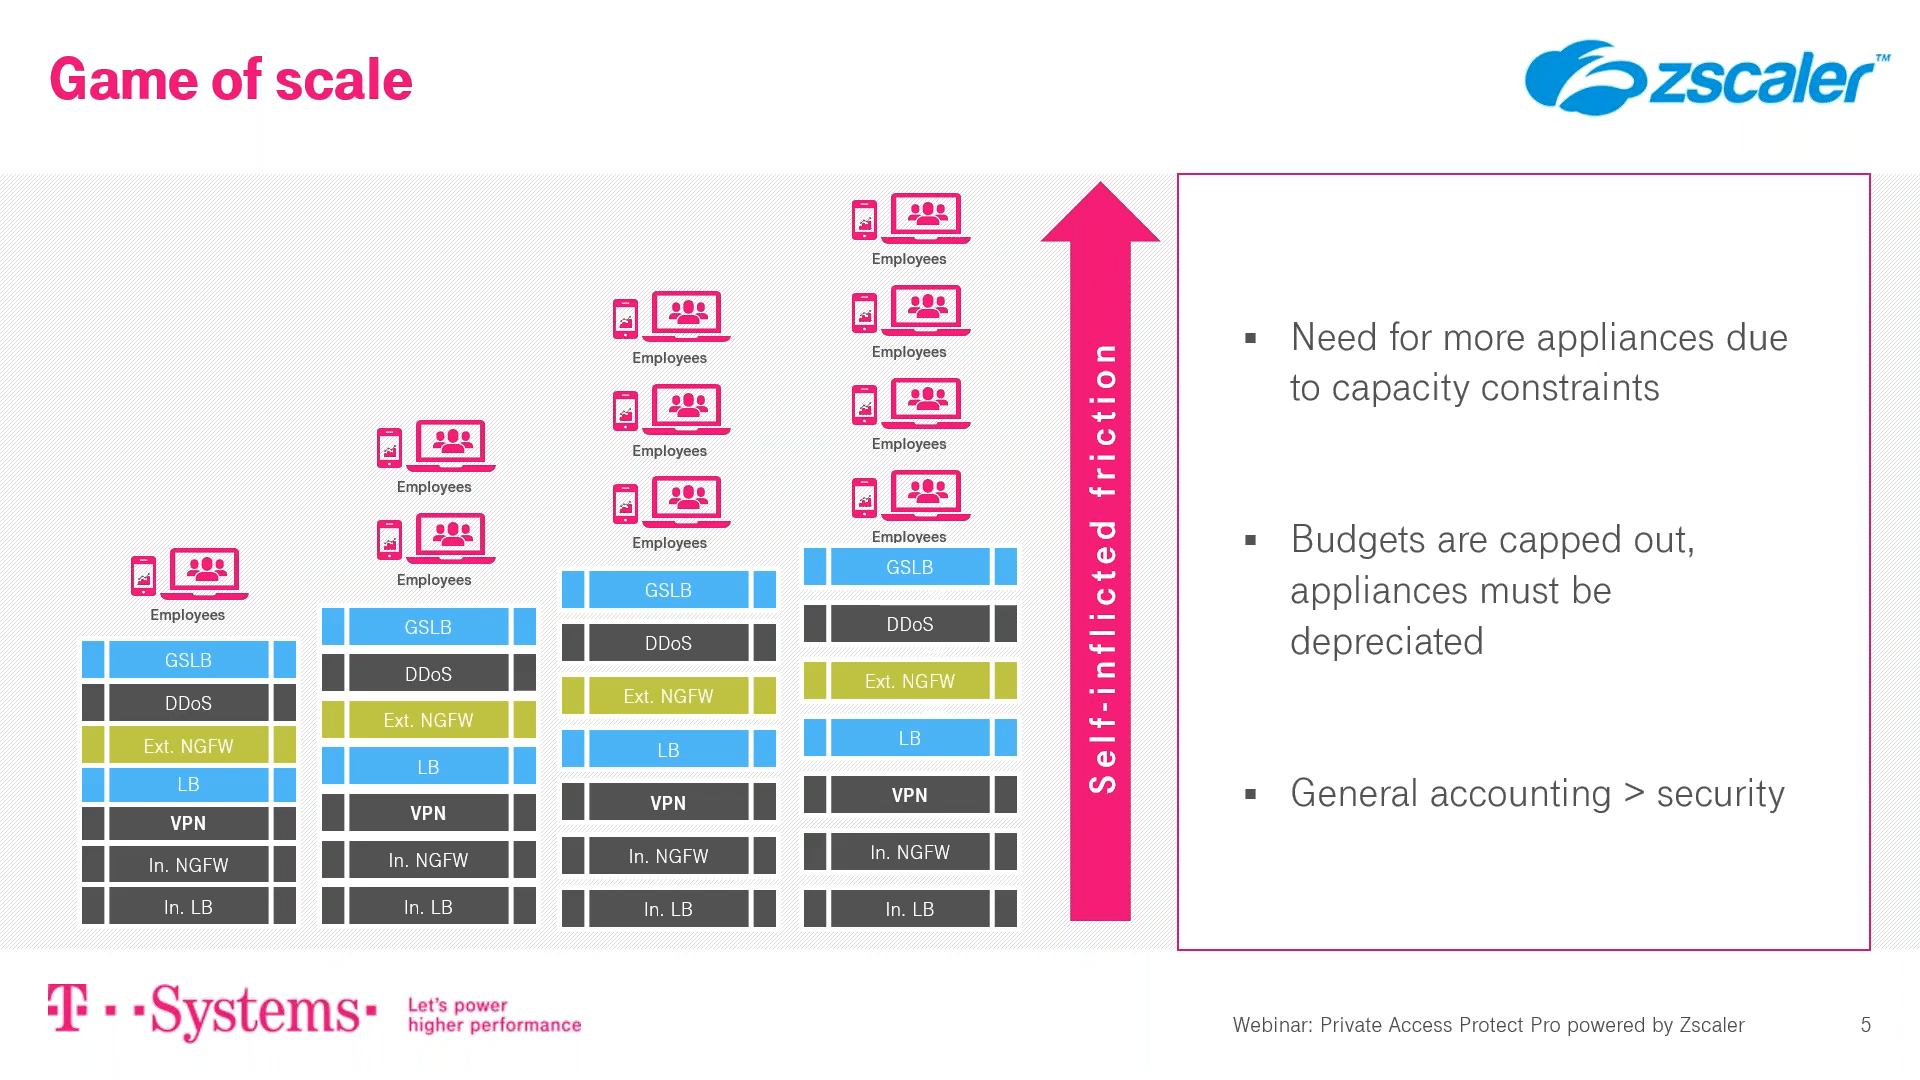 Game of scale
zscaler™
Employees
GSLB
DDoS
Ext. NGFW
LB
VPN
In. NGFW
In. LB
Employees
Employees
GSLB
DDoS
Ext. NGFW
LB
VPN
In. NGFW
In. LB
Employees
Employees
Employees
GSLB
DDoS
Ext. NGFW
LB
VPN
In. NGFW
In. LB
Employees
Employees
Employees
Employees
GSLB
DDoS
Ext. NGFW
LB
VPN
In. NGFW
In. LB
Self-inflicted friction
▪ Need for more appliances due
to capacity constraints
▪ Budgets are capped out,
appliances must be
depreciated
▪ General accounting > security
T · ·Systems·
Let's power
higher performance
Webinar: Private Access Protect Pro powered by Zscaler
5